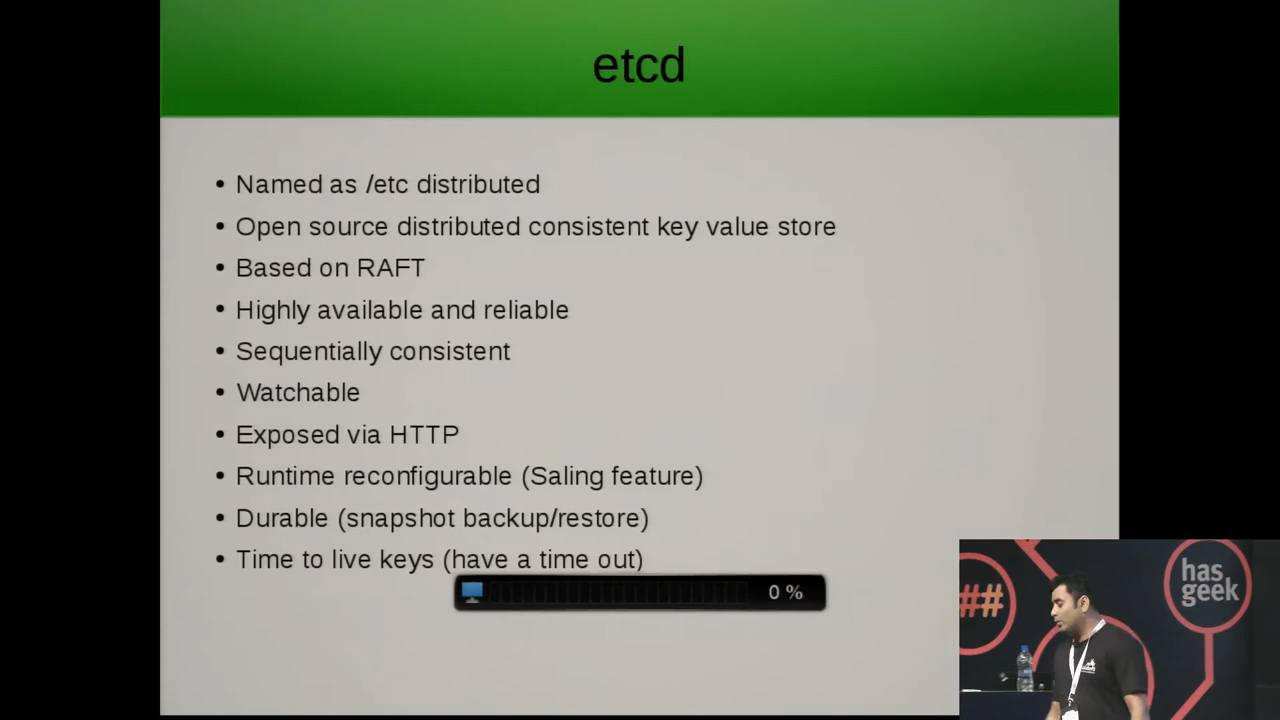 etcd
• Named as /etc distributed
• Open source distributed consistent key value store
• Based on RAFT
• Highly available and reliable
• Sequentially consistent
• Watchable
• Exposed via HTTP
• Runtime reconfigurable (Saling feature)
• Durable (snapshot backup/restore)
• Time to live keys (have a time out)
0 %
##
has
geek